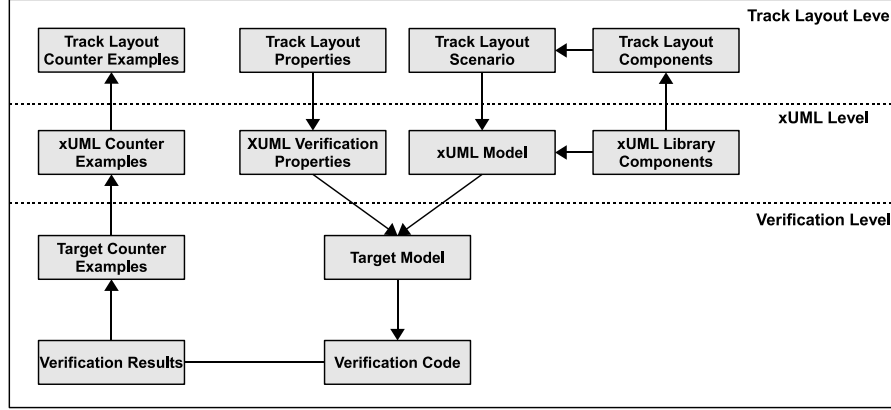 Track Layout Leve
Track Layout
Counter Examples
Track Layout
Properties
Track Layout
Scenario
Track Layout
Components
xUML Level
xUML Counter
Examples
XUML Verification
Properties
xUML Model
xUML Library
Components
Verification Level
Target Counter
Examples
Target Model
Verification Results
Verification Code